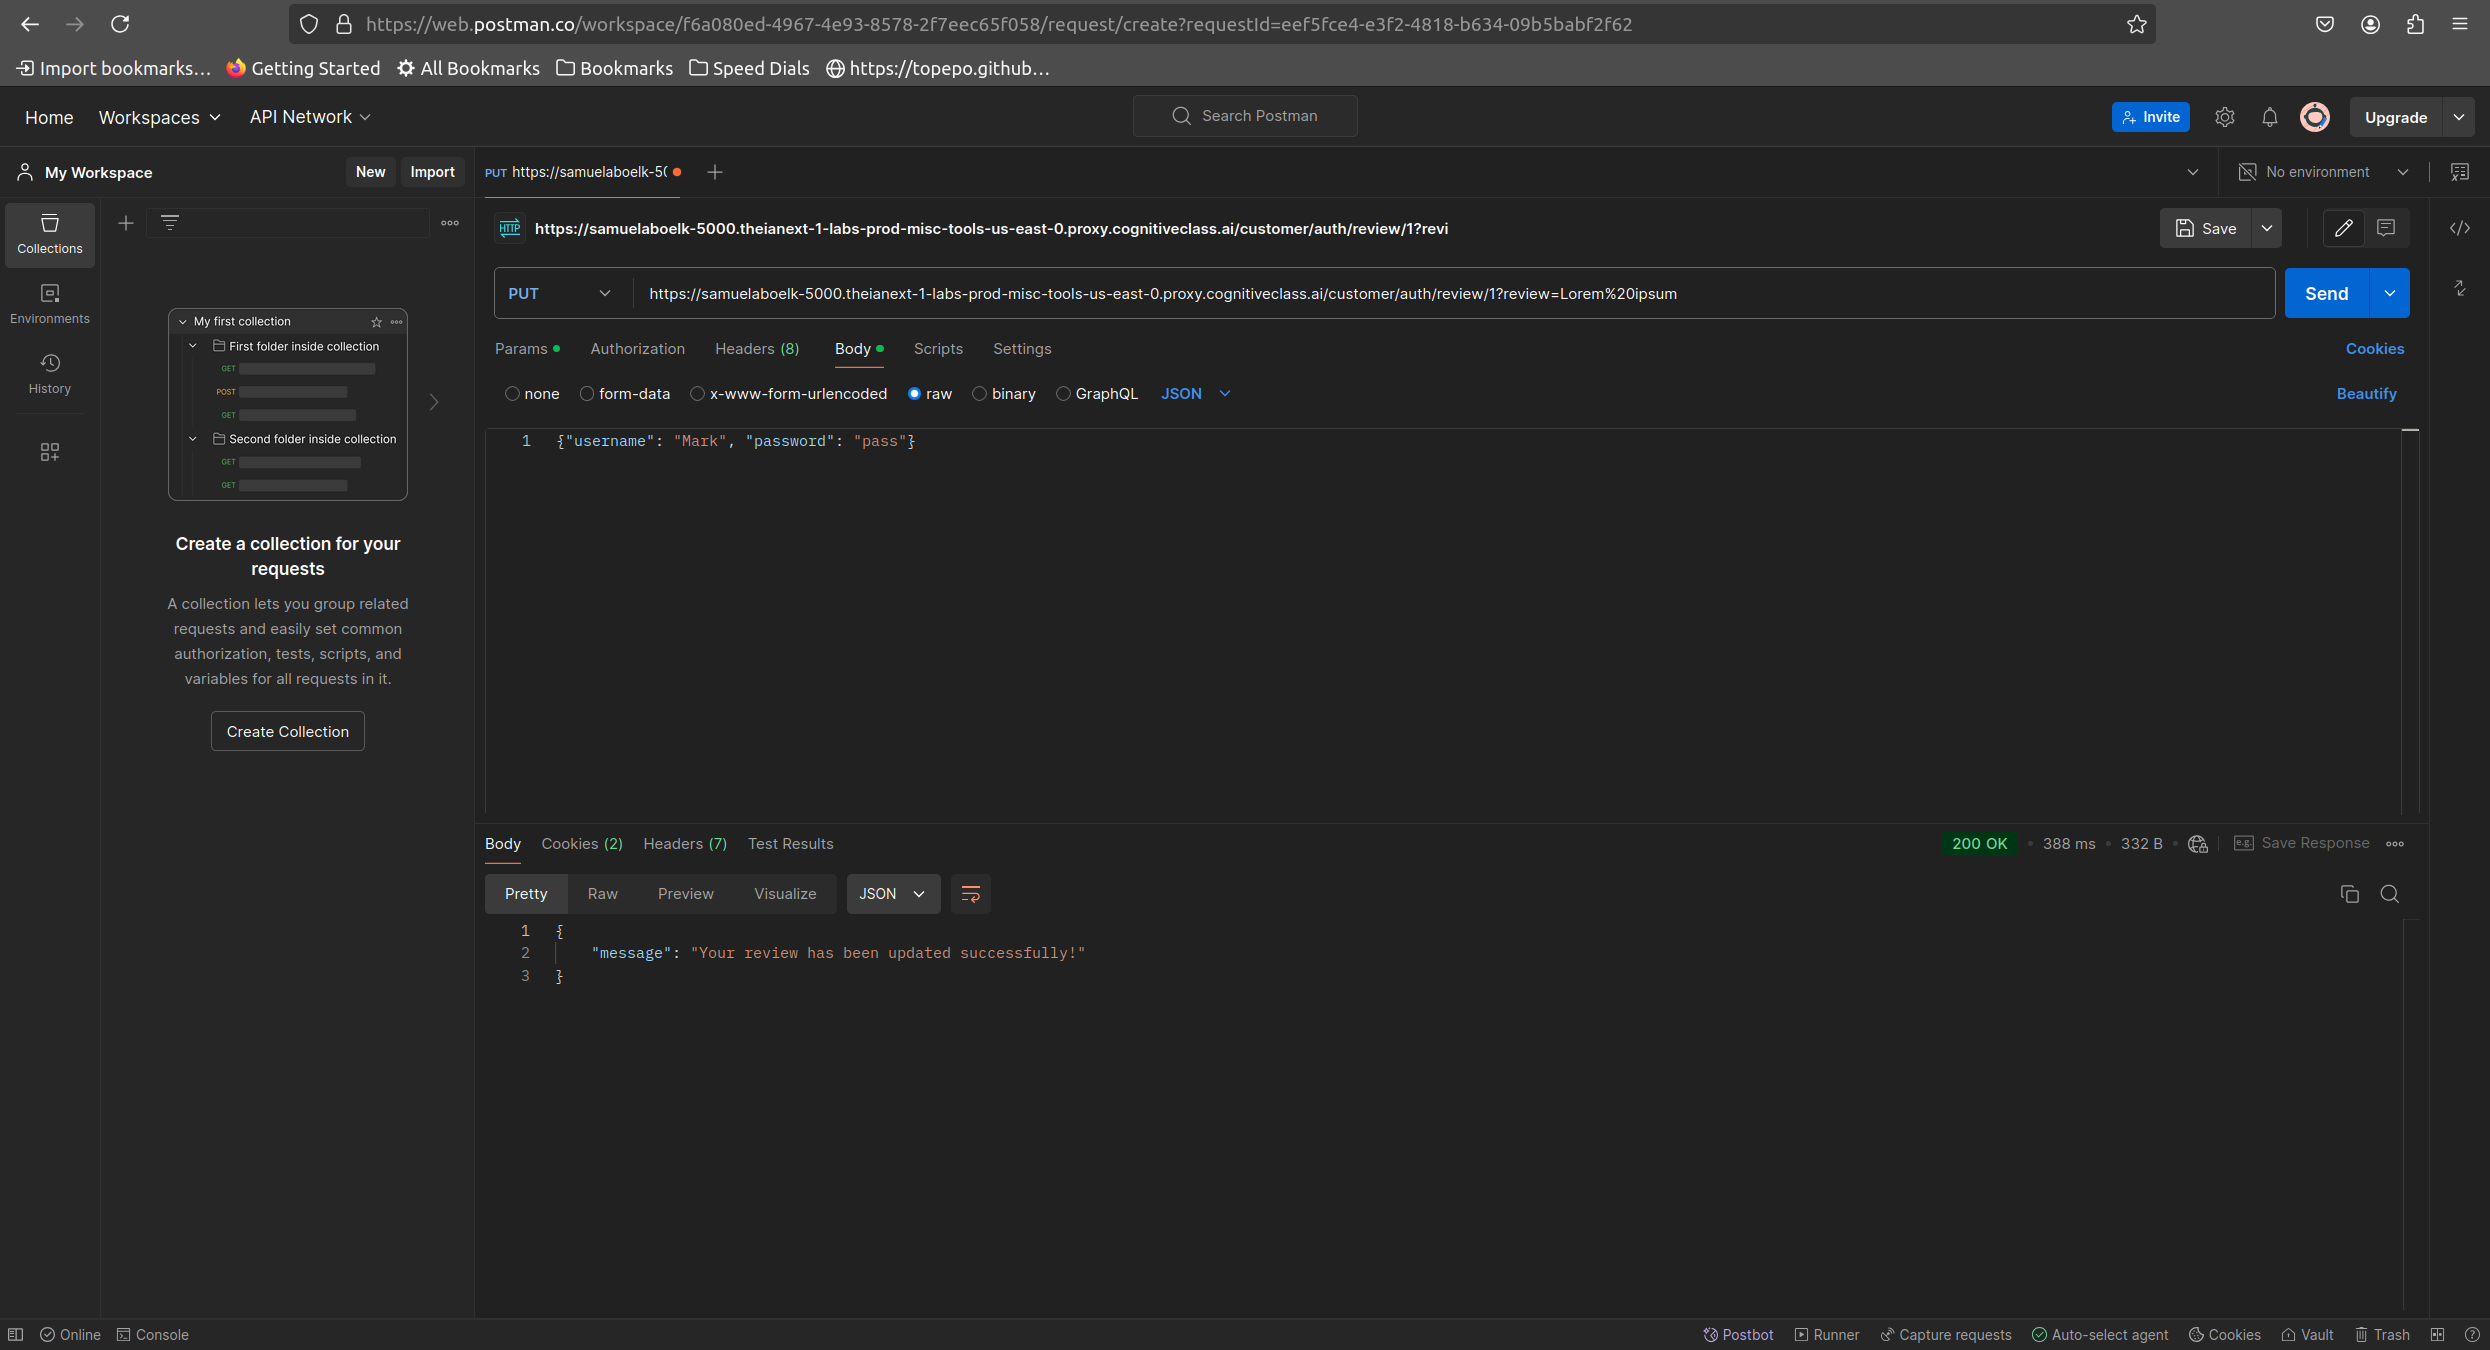 https://web.postman.co/workspace/f6a080ed-4967-4e93-8578-2f7eec65f058/request/create?requestId=eef5fce4-e3f2-4818-b634-09b5babf2f62
Import bookmarks... Getting Started All Bookmarks Bookmarks Speed Dials https://topepo.github...
Home Workspaces API Network Search Postman Invite Upgrade
My Workspace New Import PUT https://samuelaboelk-50 No environment
Collections
Environments
History
My first collection
First folder inside collection
GET
POST
GET
Second folder inside collection
GET
GET
Create a collection for your
requests
A collection lets you group related
requests and easily set common
authorization, tests, scripts, and
variables for all requests in it.
Create Collection
HTTP https://samuelaboelk-5000.theianext-1-labs-prod-misc-tools-us-east-0.proxy.cognitiveclass.ai/customer/auth/review/1?revi Save
PUT https://samuelaboelk-5000.theianext-1-labs-prod-misc-tools-us-east-0.proxy.cognitiveclass.ai/customer/auth/review/1?review=Lorem%20ipsum Send
Params Authorization Headers (8) Body Scripts Settings Cookies
none form-data x-www-form-urlencoded raw binary GraphQL JSON Beautify
1 {"username": "Mark", "password": "pass"}
Body Cookies (2) Headers (7) Test Results 200 OK 388 ms 332 B e.g. Save Response
Pretty Raw Preview Visualize JSON
1 {
2 "message": "Your review has been updated successfully!"
3 }
Online Console Postbot Runner Capture requests Auto-select agent Cookies Vault Trash